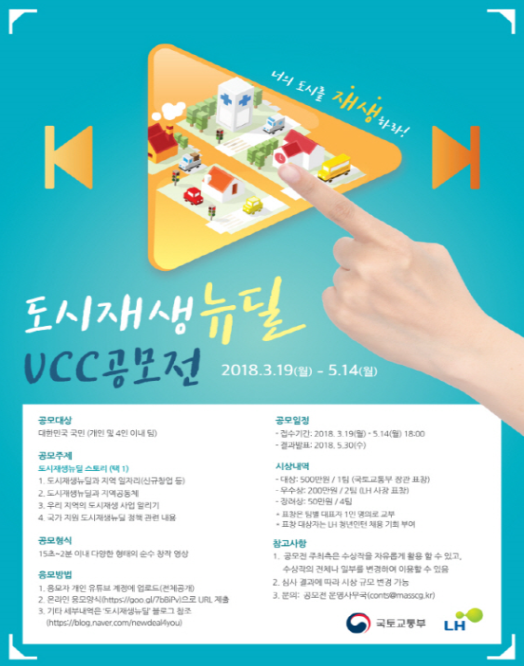 너의 도시를 재생하라!
도시재생뉴딜
UCC공모전
2018.3.19(월) - 5.14(월)
공모대상
대한민국 국민 (개인 및 4인 이내 팀)
공모주제
도시재생뉴딜 스토리 (택 1)
1. 도시재생뉴딜과 지역 일자리(신규창업 등)
2. 도시재생뉴딜과 지역공동체
3. 우리 지역의 도시재생 사업 알리기
4. 국가 지원 도시재생뉴딜 정책 관련 내용
공모형식
15초~2분 이내 다양한 형태의 순수 창작 영상
응모방법
1. 응모자 개인 유튜브 계정에 업로드(전체공개)
2. 온라인 응모양식(https://goo.gl/7bBiPv)으로 URL 제출
3. 기타 세부내용은 '도시재생뉴딜' 블로그 참조
(https://blog.naver.com/newdeal4you)
공모일정
- 접수기간: 2018. 3.19(월) - 5.14(월) 18:00
- 결과발표: 2018. 5.30(수)
시상내역
- 대상: 500만원 / 1팀 (국토교통부 장관 표창)
- 우수상: 200만원 / 2팀 (LH 사장 표창)
- 장려상: 50만원 / 4팀
* 표창은 팀별 대표자 1인 명의로 교부
* 표창 대상자는 LH 청년인턴 채용 기회 부여
참고사항
1. 공모전 주최측은 수상작을 자유롭게 활용 할 수 있고,
수상작의 전체나 일부를 변경하여 이용할 수 있음
2. 심사 결과에 따라 시상 규모 변경 가능
3. 문의: 공모전 운영사무국(conts@masscg.kr)
국토교통부
LH